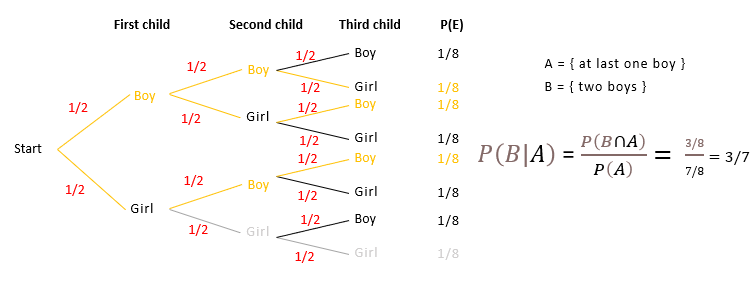 First child Second child Third child P(E)
1/2 Boy 1/8
1/2 Boy
1/2 Girl 1/8
1/2 Boy 1/2 Boy 1/8
1/2 Girl
1/2 Girl 1/8
Start
1/2 Boy 1/8
1/2 1/2 Boy
1/2 Girl 1/8
Girl
1/2 Boy 1/8
1/2 Girl
1/2 Girl 1/8
A = { at last one boy }
B = { two boys }
P(B|A) = P(B∩A) / P(A) = 3/8 / 7/8 = 3/7